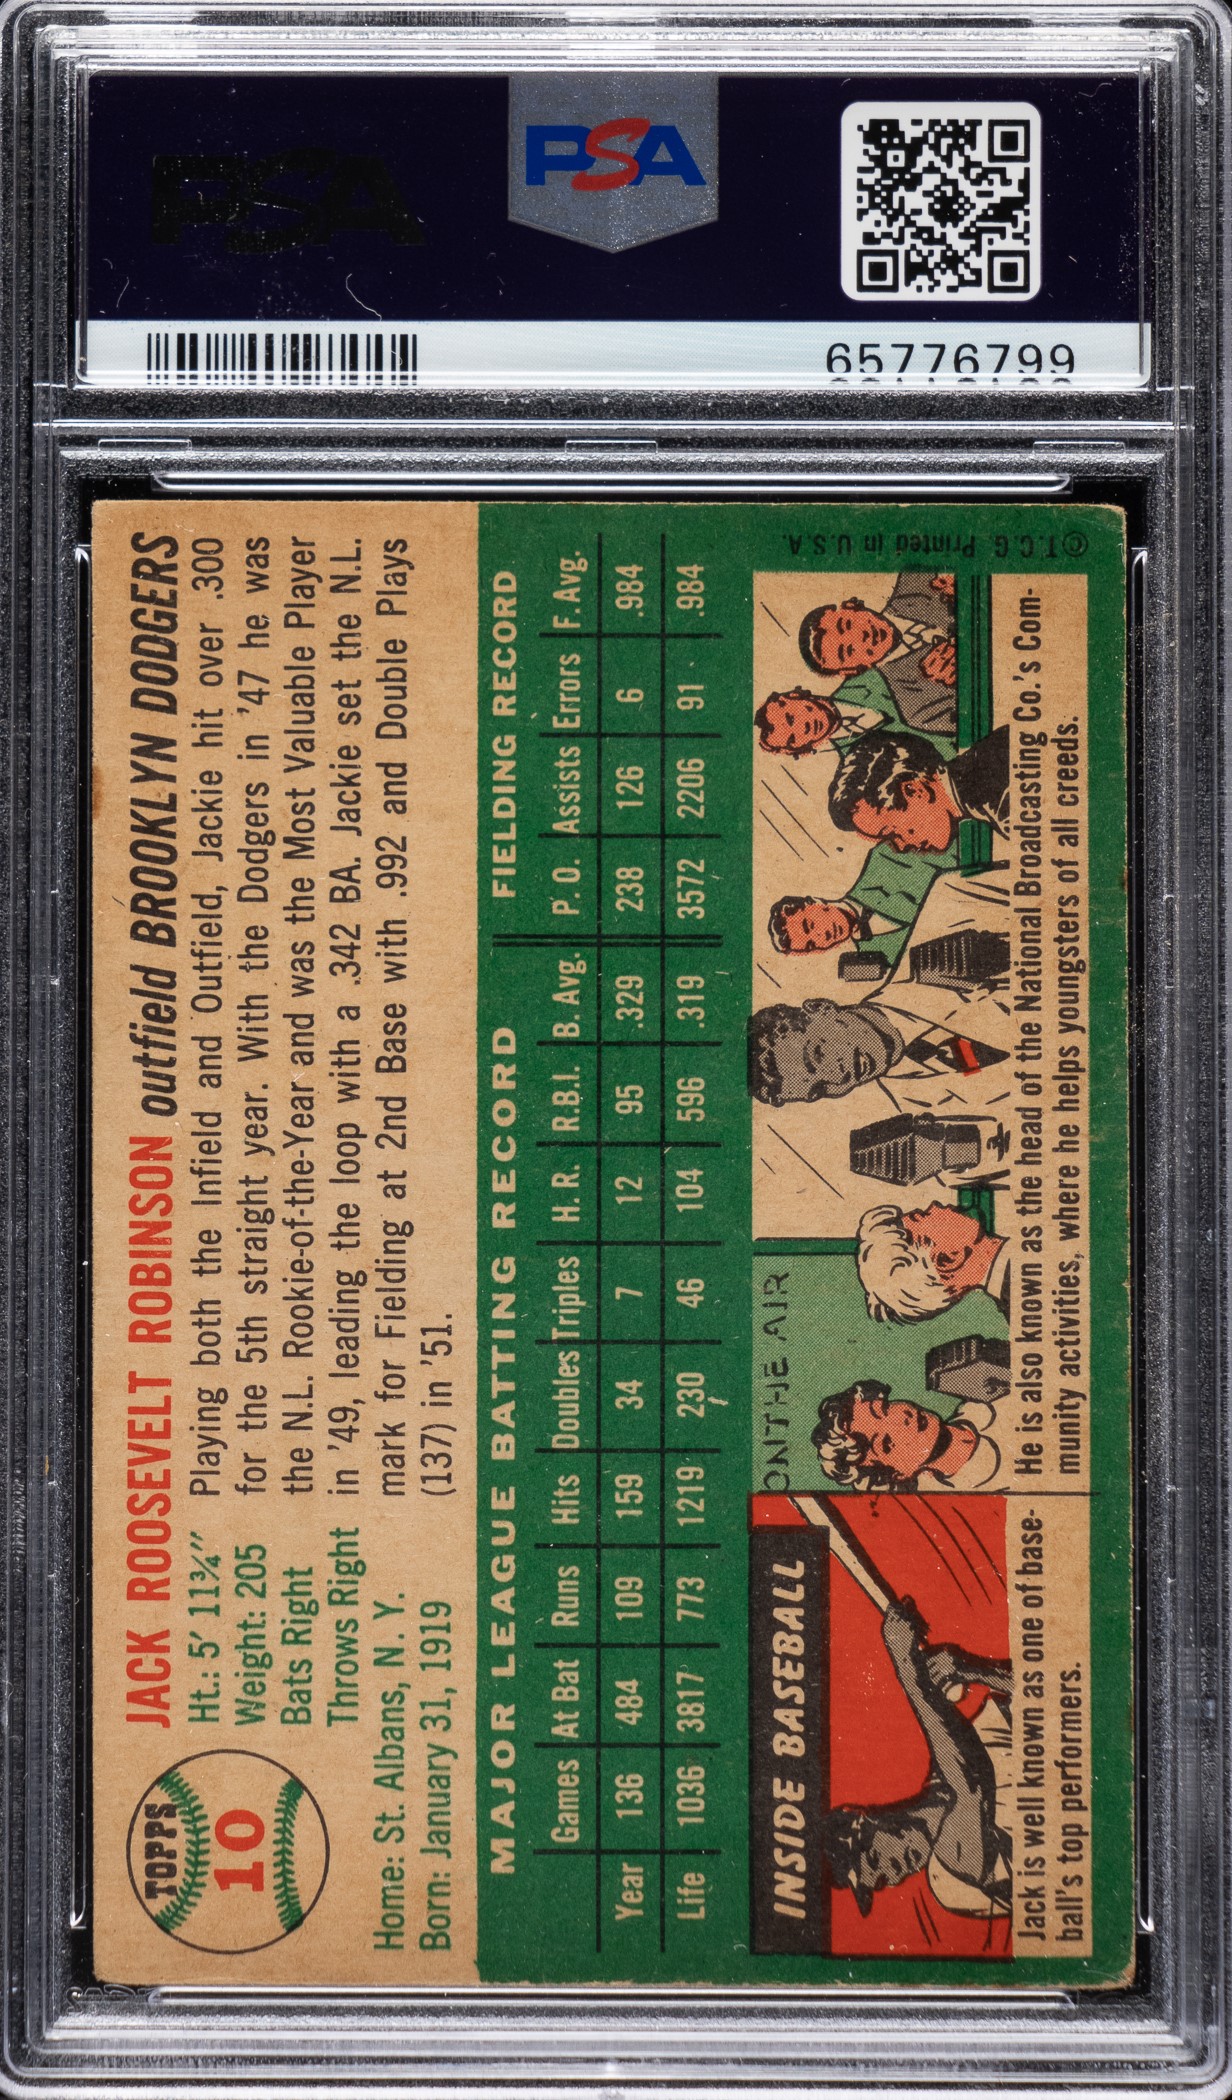 PSA
PSA
65776799
TOPPS
10
JACK ROOSEVELT ROBINSON outfield BROOKLYN DODGERS
Ht.: 5' 11¾"
Weight: 205
Bats Right
Throws Right
Home: St. Albans, N. Y.
Born: January 31, 1919
Playing both the Infield and Outfield, Jackie hit over .300
for the 5th straight year. With the Dodgers in '47 he was
the N.L. Rookie-of-the-Year and was the Most Valuable Player
in '49, leading the loop with a .342 BA. Jackie set the N.L.
mark for Fielding at 2nd Base with .992 and Double Plays
(137) in '51.
MAJOR LEAGUE BATTING RECORD FIELDING RECORD
Games At Bat Runs Hits Doubles Triples H. R. R.B.I. B. Avg. P. O. Assists Errors F. Avg.
Year 136 484 109 159 34 7 12 95 .329 238 126 6 .984
Life 1036 3817 773 1219 230 46 104 596 .319 3572 2206 91 .984
INSIDE BASEBALL
ON THE AIR
Jack is well known as one of base-
ball's top performers.
He is also known as the head of the National Broadcasting Co.'s Com-
munity activities, where he helps youngsters of all creeds.
© T.C.G. Printed in U.S.A.